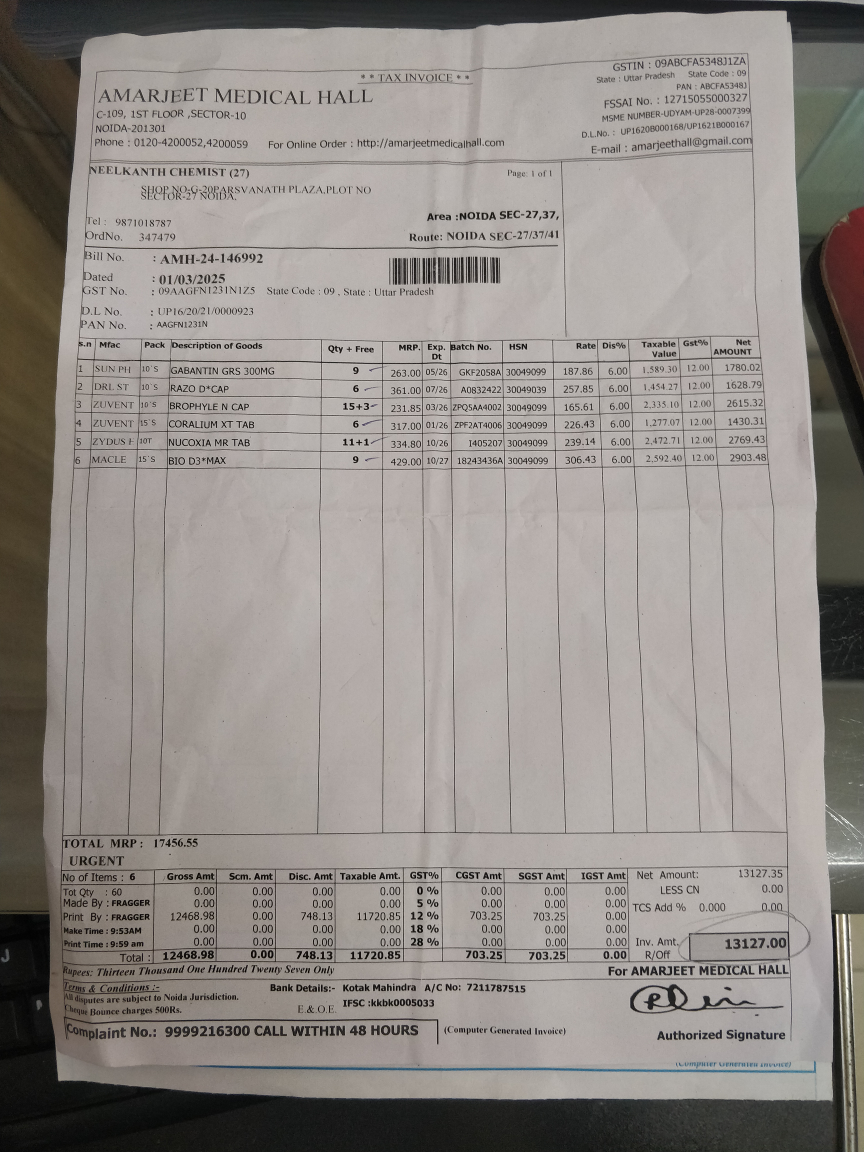 * * TAX INVOICE * *
AMARJEET MEDICAL HALL
C-109, 1ST FLOOR ,SECTOR-10
NOIDA-201301
Phone : 0120-4200052,4200059 For Online Order : http://amarjeetmedicalhall.com
GSTIN : 09ABCFA5348J1ZA
State : Uttar Pradesh State Code : 09
PAN : ABCFA5348J
FSSAI No. : 12715055000327
MSME NUMBER-UDYAM-UP28-0007399
D.L.No. : UP1620B000168/UP1621B000167
E-mail : amarjeethall@gmail.com
NEELKANTH CHEMIST (27) Page: 1 of 1
SHOP NO-G-20PARSVANATH PLAZA,PLOT NO
SECTOR-27 NOIDA.
Tel : 9871018787 Area :NOIDA SEC-27,37,
OrdNo. 347479 Route: NOIDA SEC-27/37/41
Bill No. : AMH-24-146992
Dated : 01/03/2025
GST No. : 09AAGFN1231N1Z5 State Code : 09 , State : Uttar Pradesh
D.L No. : UP16/20/21/0000923
PAN No. : AAGFN1231N
s.n Mfac Pack Description of Goods Qty + Free MRP. Exp. Dt Batch No. HSN Rate Dis% Taxable Value Gst% Net AMOUNT
1 SUN PH 10`S GABANTIN GRS 300MG 9 263.00 05/26 GKF2058A 30049099 187.86 6.00 1,589.30 12.00 1780.02
2 DRL ST 10`S RAZO D*CAP 6 361.00 07/26 A0832422 30049039 257.85 6.00 1,454.27 12.00 1628.79
3 ZUVENT 10`S BROPHYLE N CAP 15+3 231.85 03/26 ZPQSAA4002 30049099 165.61 6.00 2,335.10 12.00 2615.32
4 ZUVENT 15`S CORALIUM XT TAB 6 317.00 01/26 ZPF2AT4006 30049099 226.43 6.00 1,277.07 12.00 1430.31
5 ZYDUS F 10T NUCOXIA MR TAB 11+1 334.80 10/26 I405207 30049099 239.14 6.00 2,472.71 12.00 2769.43
6 MACLE 15`S BIO D3*MAX 9 429.00 10/27 18243436A 30049099 306.43 6.00 2,592.40 12.00 2903.48
TOTAL MRP : 17456.55
URGENT
No of Items : 6 Gross Amt Scm. Amt Disc. Amt Taxable Amt. GST% CGST Amt SGST Amt IGST Amt Net Amount: 13127.35
Tot Qty : 60 0.00 0.00 0.00 0.00 0 % 0.00 0.00 0.00 LESS CN 0.00
Made By : FRAGGER 0.00 0.00 0.00 0.00 5 % 0.00 0.00 0.00 TCS Add % 0.000 0.00
Print By : FRAGGER 12468.98 0.00 748.13 11720.85 12 % 703.25 703.25 0.00
Make Time : 9:53AM 0.00 0.00 0.00 0.00 18 % 0.00 0.00 0.00
Print Time : 9:59 am 0.00 0.00 0.00 0.00 28 % 0.00 0.00 0.00 Inv. Amt. 13127.00
Total : 12468.98 0.00 748.13 11720.85 703.25 703.25 0.00 R/Off
Rupees: Thirteen Thousand One Hundred Twenty Seven Only For AMARJEET MEDICAL HALL
Terms & Conditions :- Bank Details:- Kotak Mahindra A/C No: 7211787515
All disputes are subject to Noida Jurisdiction. IFSC :kkbk0005033
Cheque Bounce charges 500Rs. E.&.O.E.
Complaint No.: 9999216300 CALL WITHIN 48 HOURS (Computer Generated Invoice) Authorized Signature
(Computer Generated Invoice)